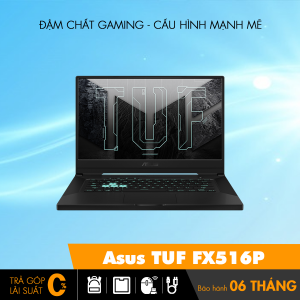 ĐẬM CHẤT GAMING - CẤU HÌNH MẠNH MẼ
TUF
Asus TUF FX516P
TRẢ GÓP
LÃI SUẤT
0%
Bảo hành 06 THÁNG